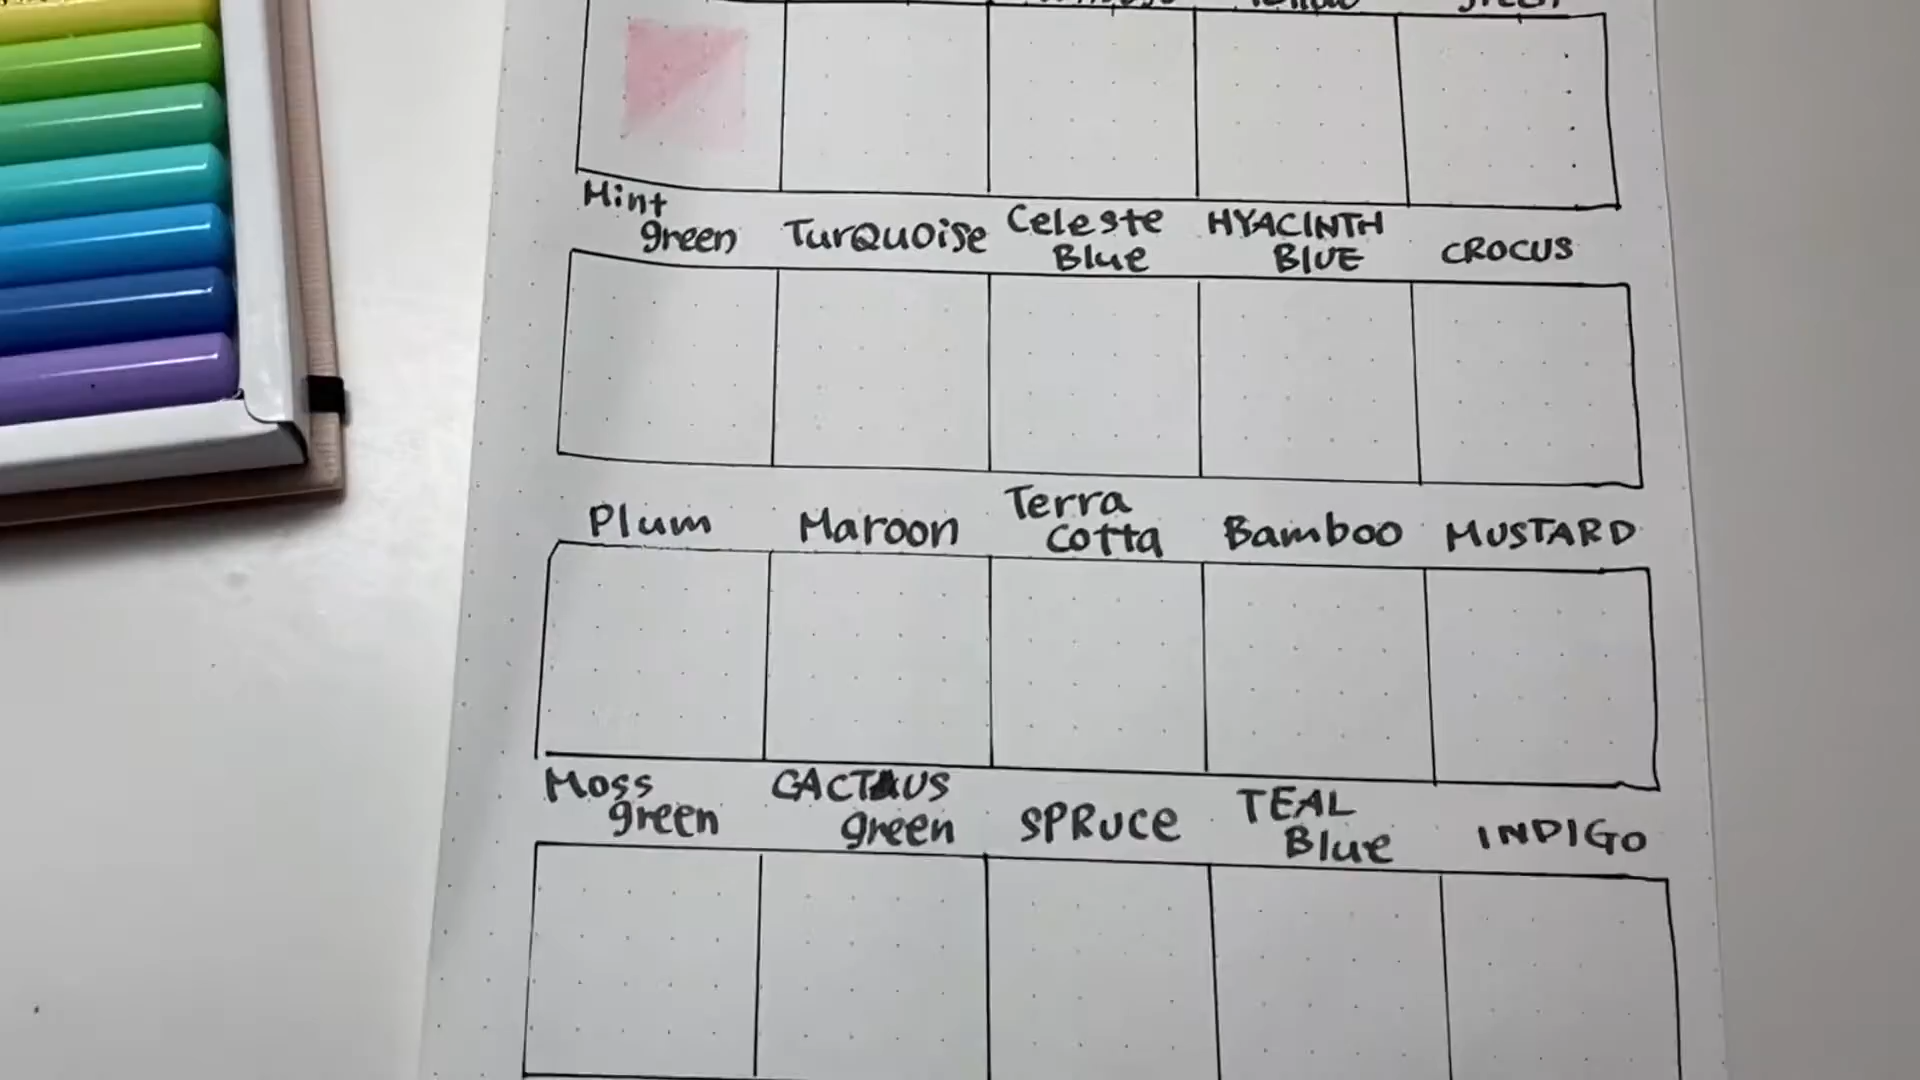 Mint
green
TurQuoise
Celeste
Blue
HYACINTH
BLUE
CROCUS
Plum
Maroon
Terra
cotta
Bamboo
MUSTARD
Moss
green
CACTUS
green
SPRUCE
TEAL
Blue
INDIGO